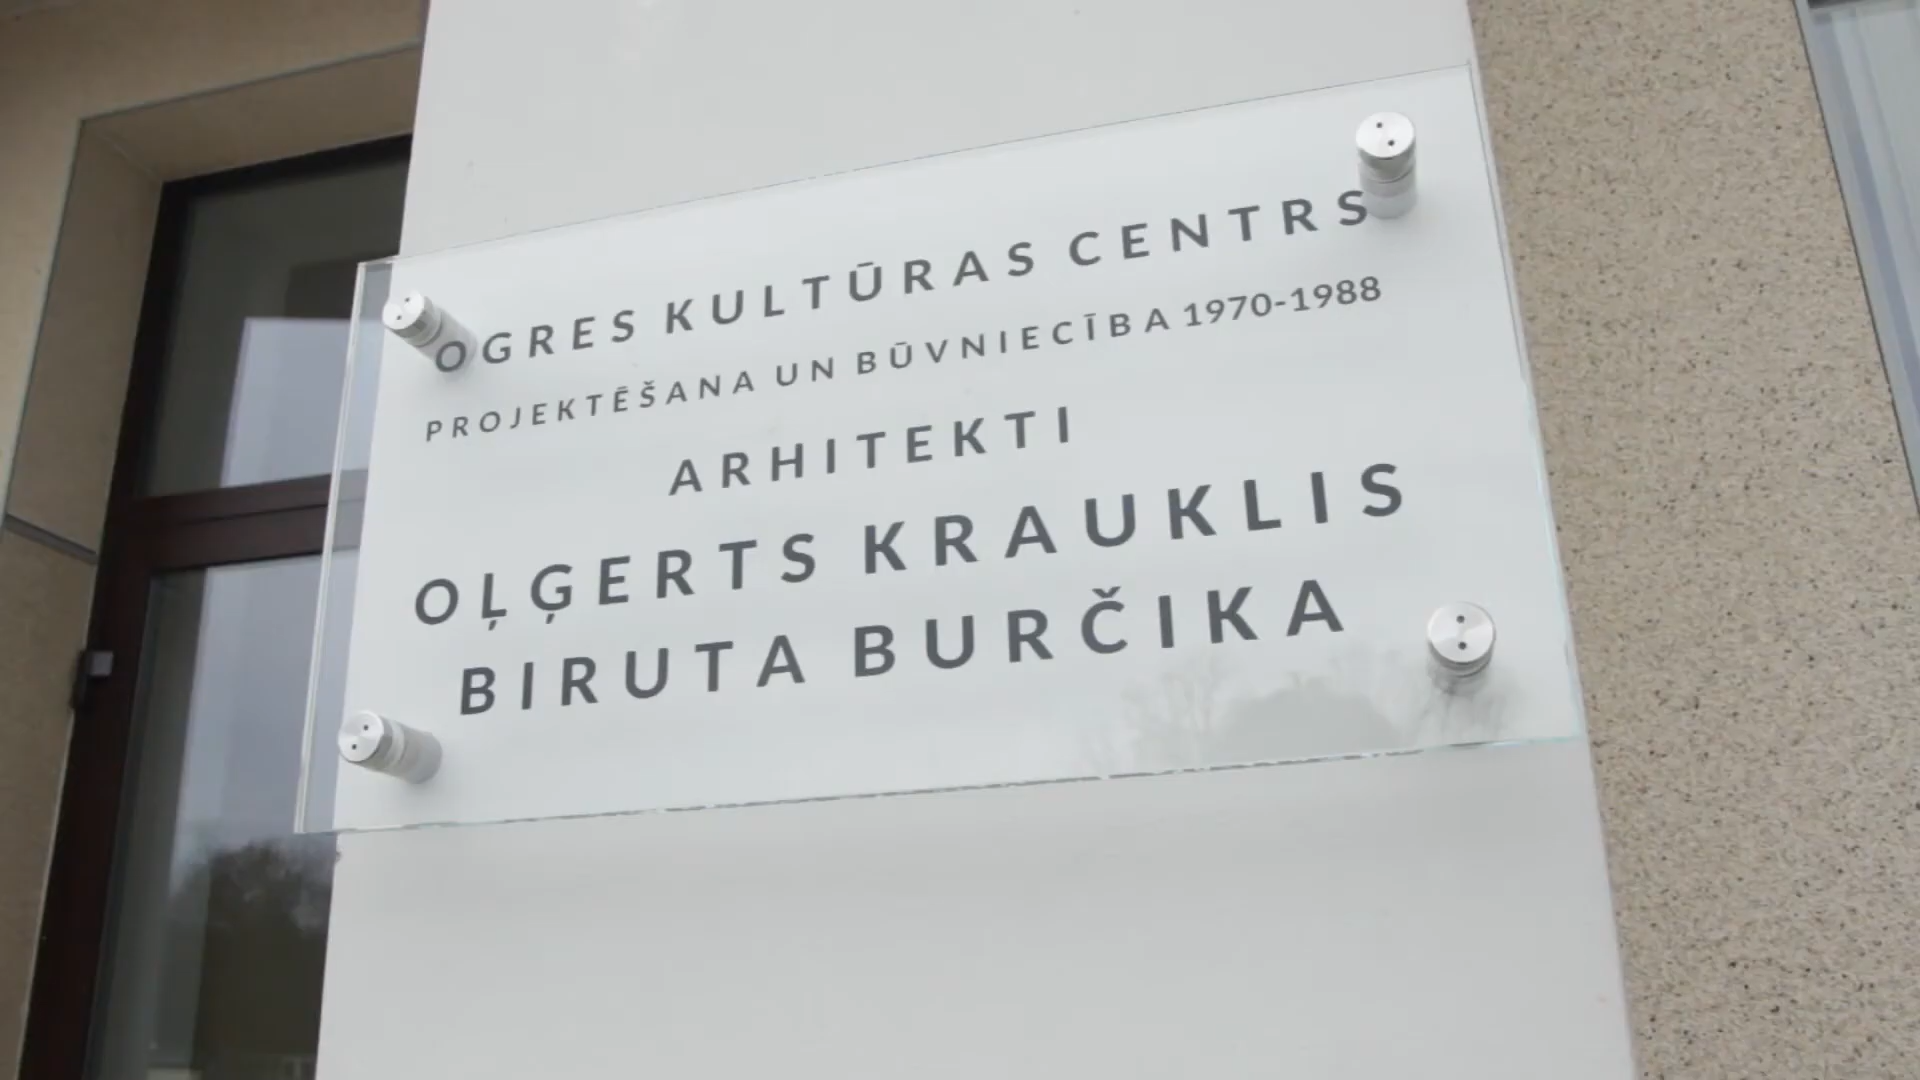 OGRES KULTŪRAS CENTRS
PROJEKTĒŠANA UN BŪVNIECĪBA 1970-1988
ARHITEKTI
OĻĢERTS KRAUKLIS
BIRUTA BURČIKA